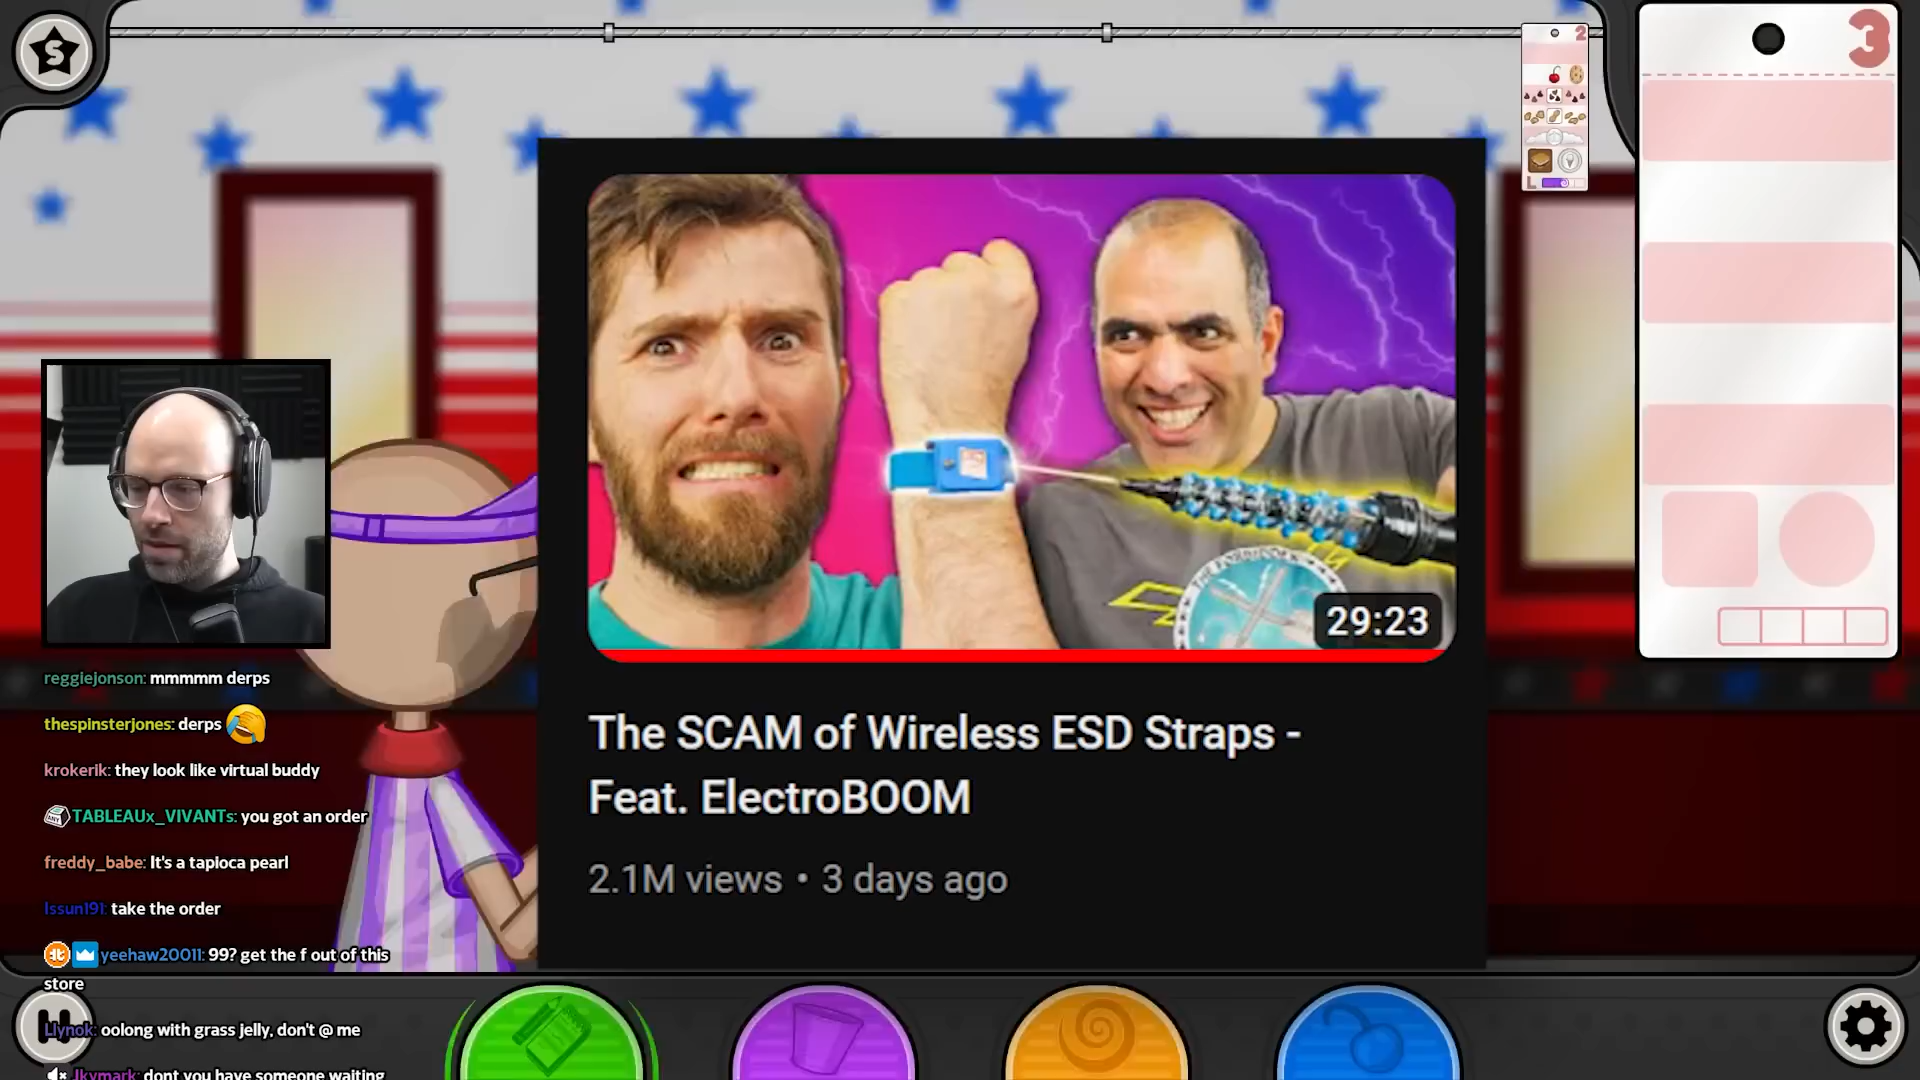 S
2
3
L
29:23
The SCAM of Wireless ESD Straps -
Feat. ElectroBOOM
2.1M views • 3 days ago
reggiejonson: mmmmm derps
thespinsterjones: derps
krokerik: they look like virtual buddy
TABLEAUx_VIVANTs: you got an order
freddy_babe: It's a tapioca pearl
Issun191: take the order
yeehaw20011: 99? get the f out of this
store
Llynok: oolong with grass jelly, don't @ me
Jkymark: dont you have someone waiting